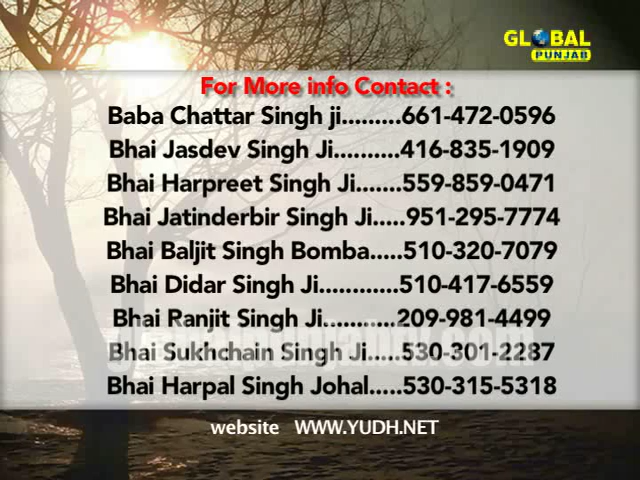 GLOBAL
PUNJAB
For More info Contact :
Baba Chattar Singh ji.........661-472-0596
Bhai Jasdev Singh Ji..........416-835-1909
Bhai Harpreet Singh Ji.......559-859-0471
Bhai Jatinderbir Singh Ji.....951-295-7774
Bhai Baljit Singh Bomba.....510-320-7079
Bhai Didar Singh Ji............510-417-6559
Bhai Ranjit Singh Ji...........209-981-4499
Bhai Sukhchain Singh Ji.....530-301-2287
Bhai Harpal Singh Johal.....530-315-5318
website WWW.YUDH.NET